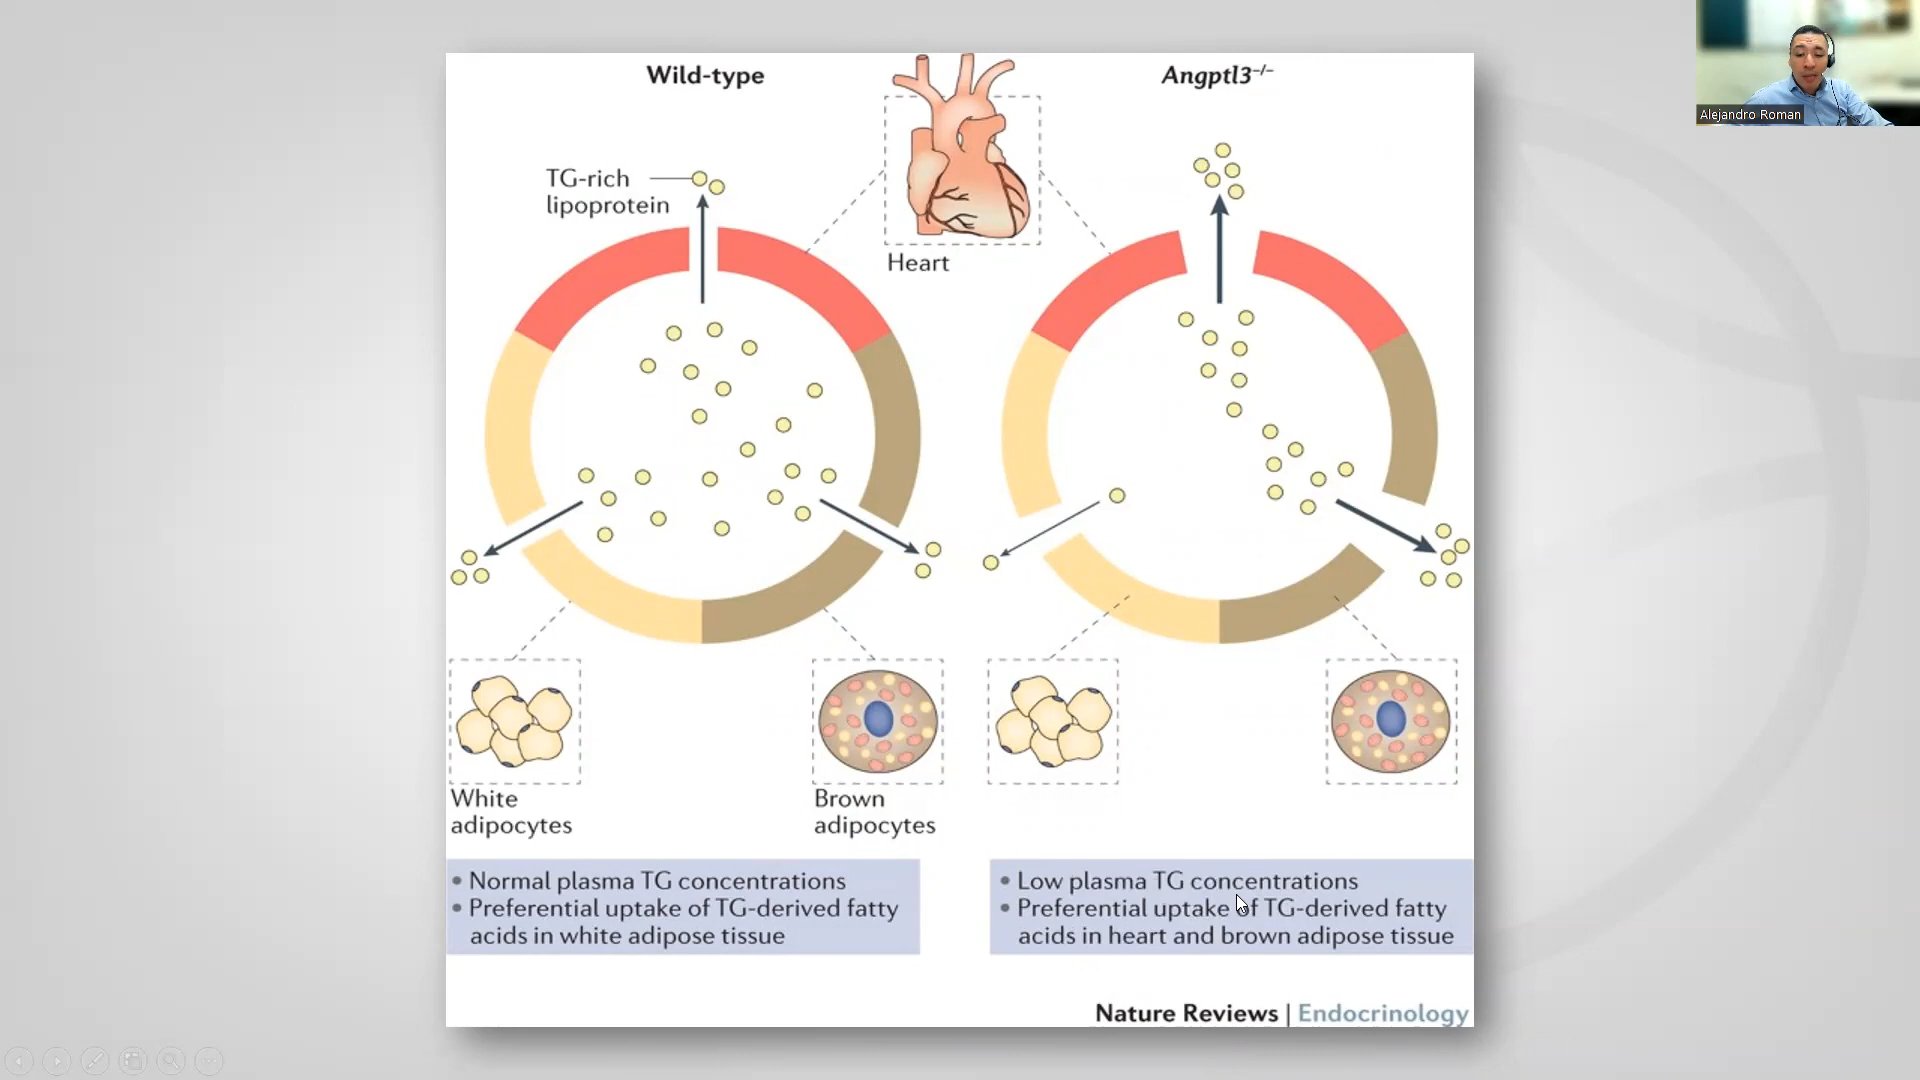 Wild-type
Angptl3⁻/⁻
Alejandro Roman
TG-rich
lipoprotein
Heart
White
adipocytes
Brown
adipocytes
• Normal plasma TG concentrations
• Preferential uptake of TG-derived fatty
acids in white adipose tissue
• Low plasma TG concentrations
• Preferential uptake of TG-derived fatty
acids in heart and brown adipose tissue
Nature Reviews | Endocrinology